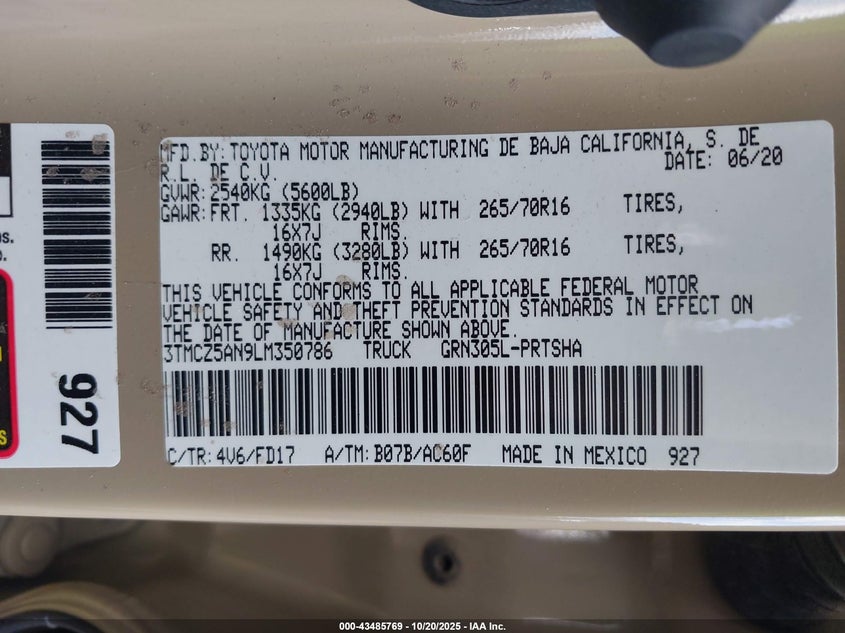 MFD.BY: TOYOTA MOTOR MANUFACTURING DE BAJA CALIFORNIA, S. DE
R.L. DE C.V. DATE: 06/20
GVWR: 2540KG (5600LB)
GAWR: FRT. 1335KG (2940LB) WITH 265/70R16 TIRES,
16X7J RIMS.
RR. 1490KG (3280LB) WITH 265/70R16 TIRES,
16X7J RIMS.
THIS VEHICLE CONFORMS TO ALL APPLICABLE FEDERAL MOTOR
VEHICLE SAFETY AND THEFT PREVENTION STANDARDS IN EFFECT ON
THE DATE OF MANUFACTURE SHOWN ABOVE.
3TMCZ5AN9LM350786 TRUCK GRN305L-PRTSHA
C/TR: 4V6/FD17 A/TM: B07B/AC60F MADE IN MEXICO 927
927
000-43485769 - 10/20/2025 - IAA Inc.